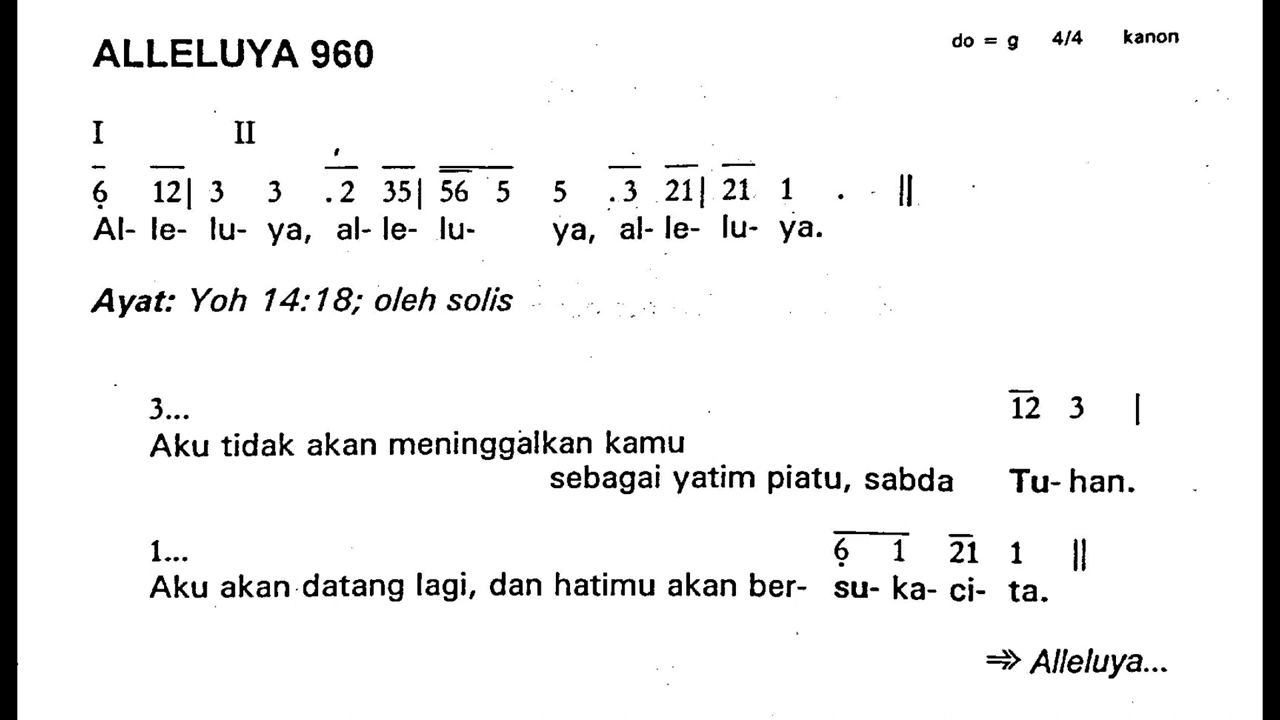 ALLELUYA 960
do = g 4/4 kanon
I II
6̣ 12| 3 3 .2 35| 56 5 5 .3 21| 21 1 . ||
Al- le- lu- ya, al- le- lu- ya, al- le- lu- ya.
Ayat: Yoh 14:18; oleh solis
3... 12 3 |
Aku tidak akan meninggalkan kamu
sebagai yatim piatu, sabda Tu- han.
1... 6̣ 1 21 1 ||
Aku akan datang lagi, dan hatimu akan ber- su- ka- ci- ta.
⇒ Alleluya...